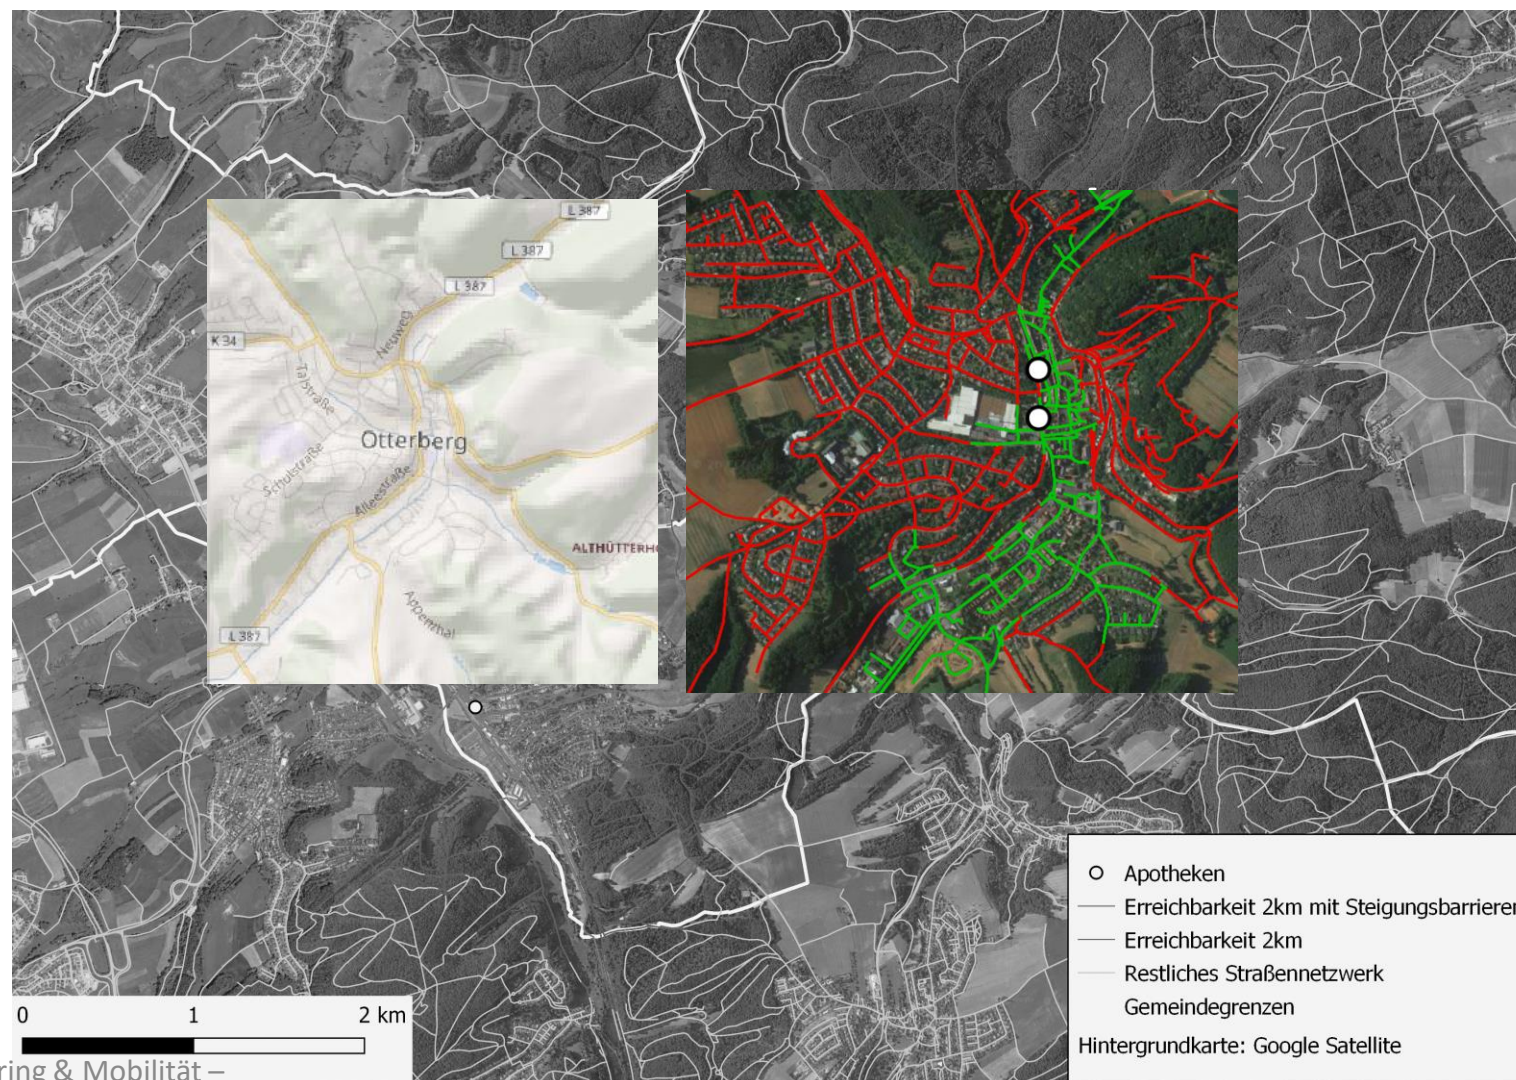 L 387
L 387
L 387
Neuweg
K 34
Talstraße
Otterberg
Schulstraße
Alleestraße
ALTHÜTTERH
Appenthal
L 387
Apotheken
Erreichbarkeit 2km mit Steigungsbarrieren
Erreichbarkeit 2km
Restliches Straßennetzwerk
Gemeindegrenzen
Hintergrundkarte: Google Satellite
0 1 2 km
ring & Mobilität –